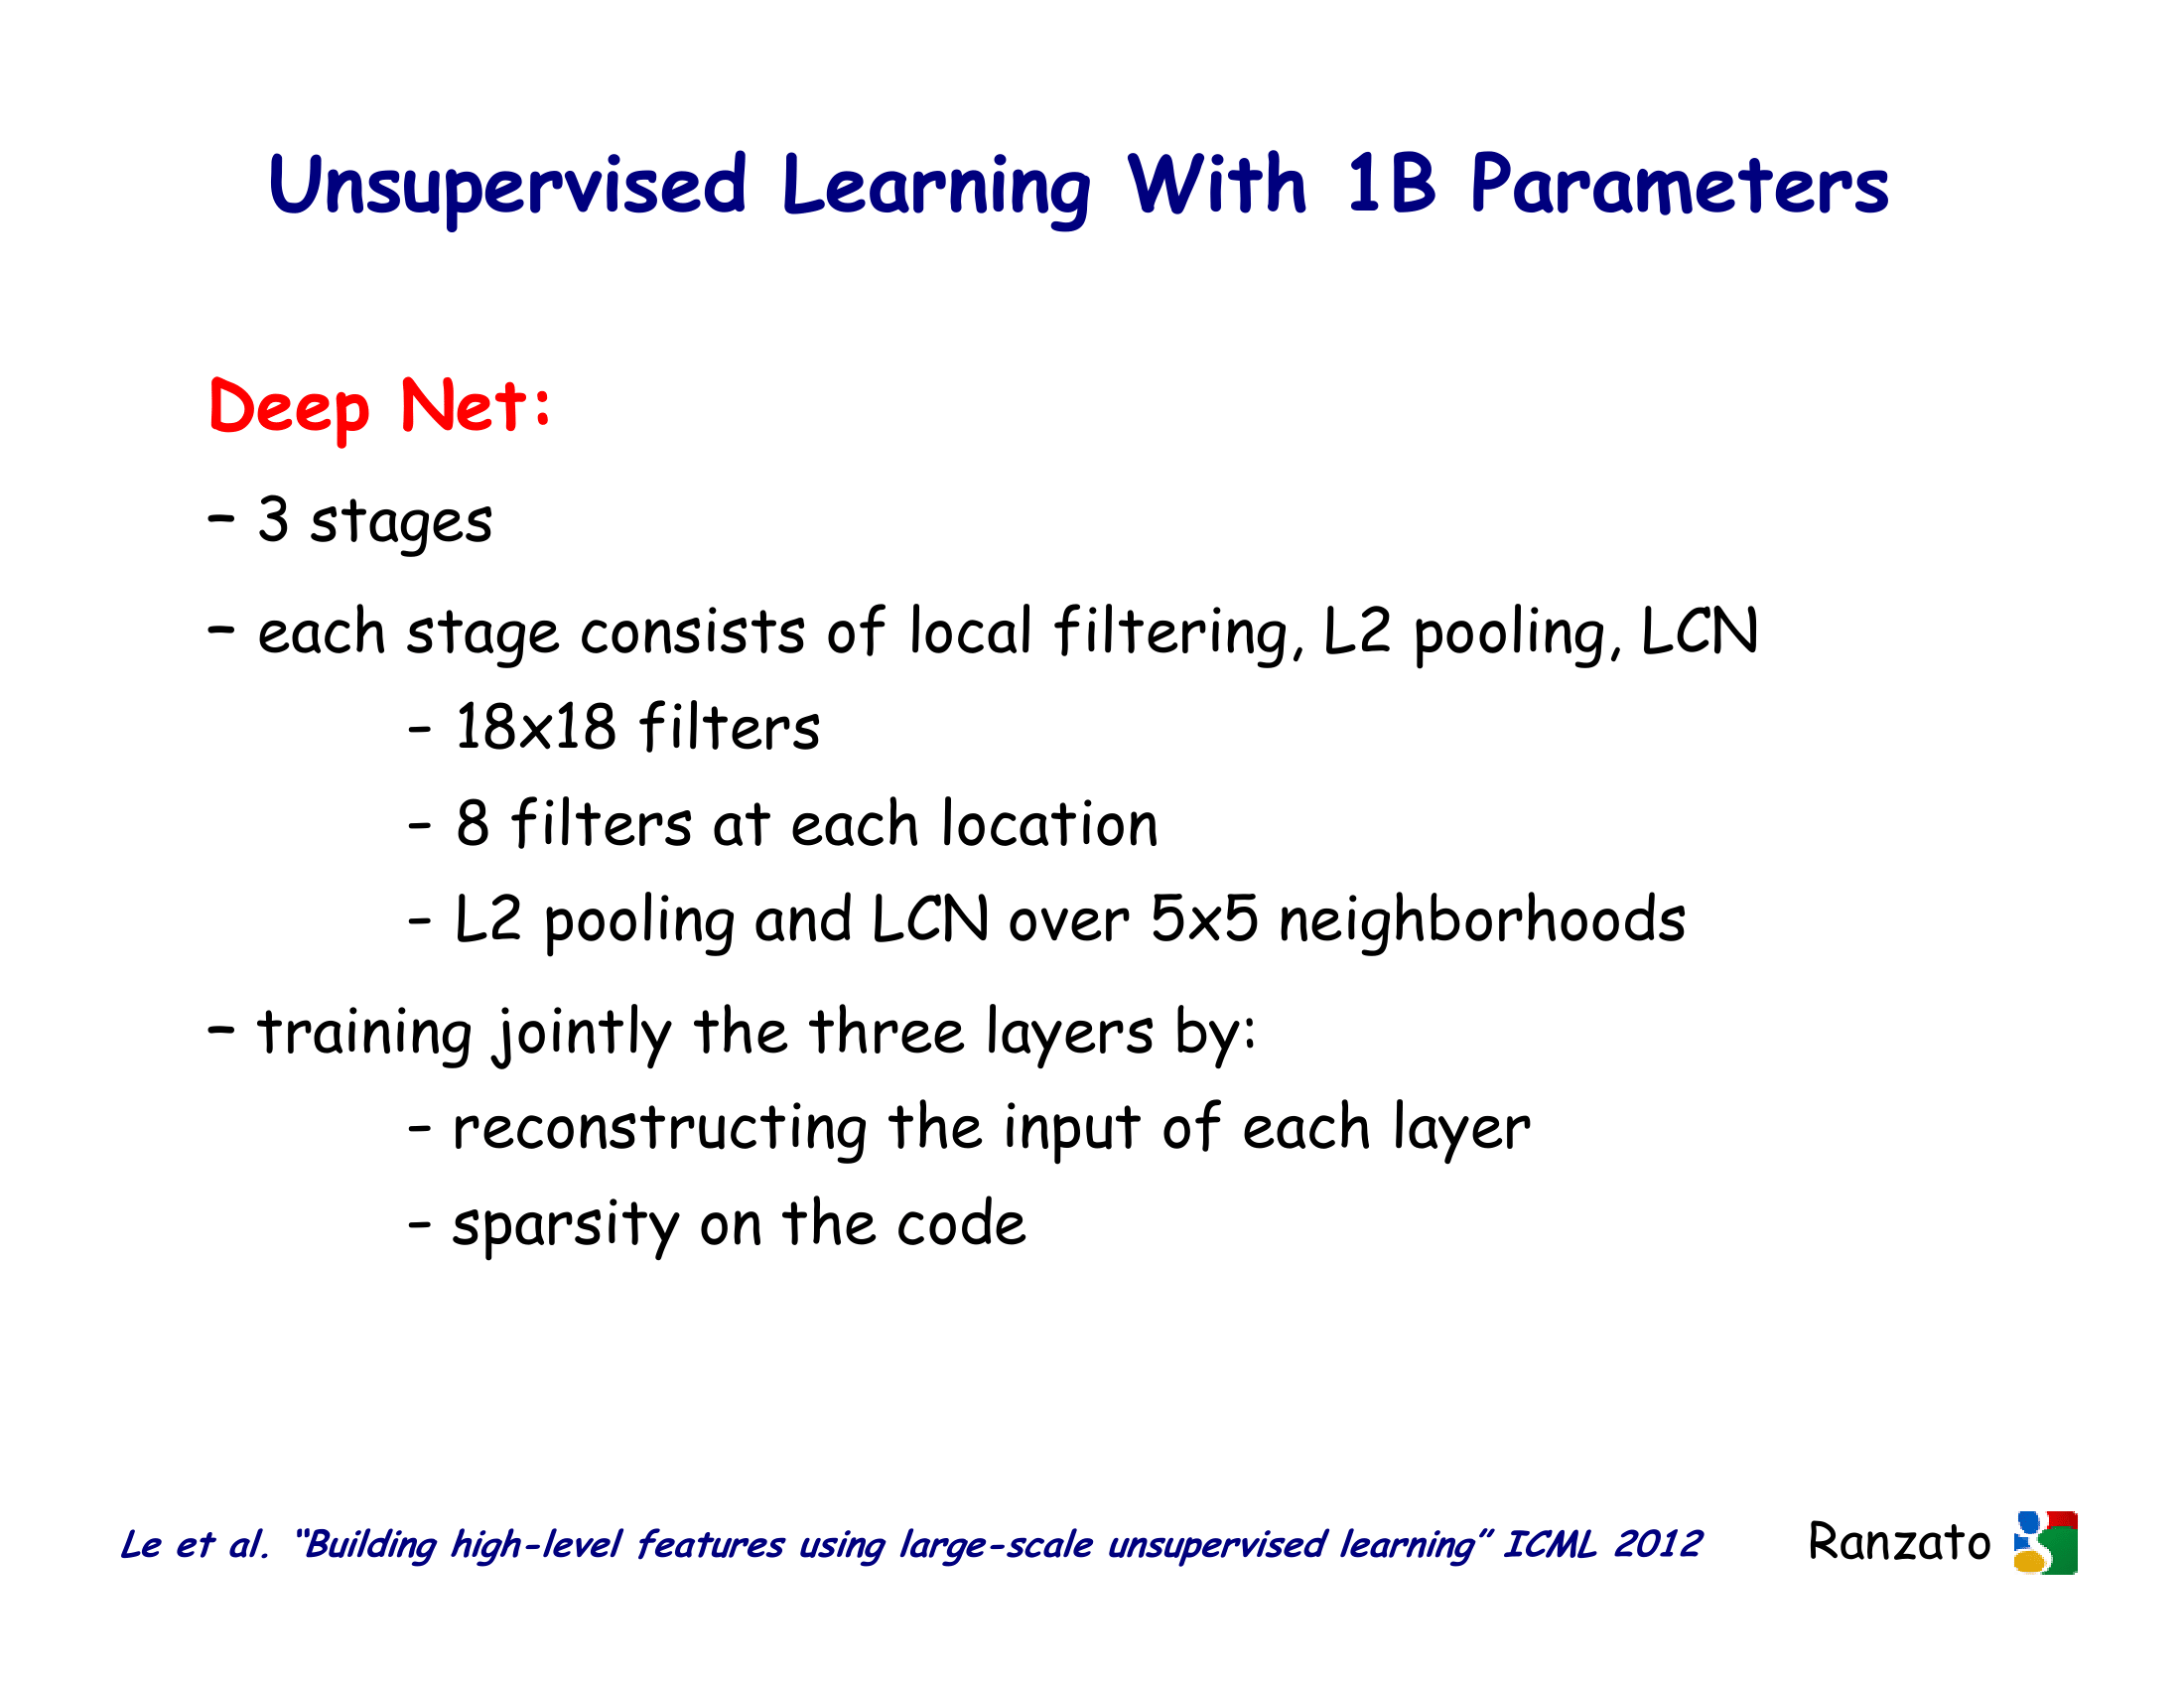 Unsupervised Learning With 1B Parameters
Deep Net:
- 3 stages
- each stage consists of local filtering, L2 pooling, LCN
- 18x18 filters
- 8 filters at each location
- L2 pooling and LCN over 5x5 neighborhoods
- training jointly the three layers by:
- reconstructing the input of each layer
- sparsity on the code
Le et al. “Building high-level features using large-scale unsupervised learning” ICML 2012
Ranzato